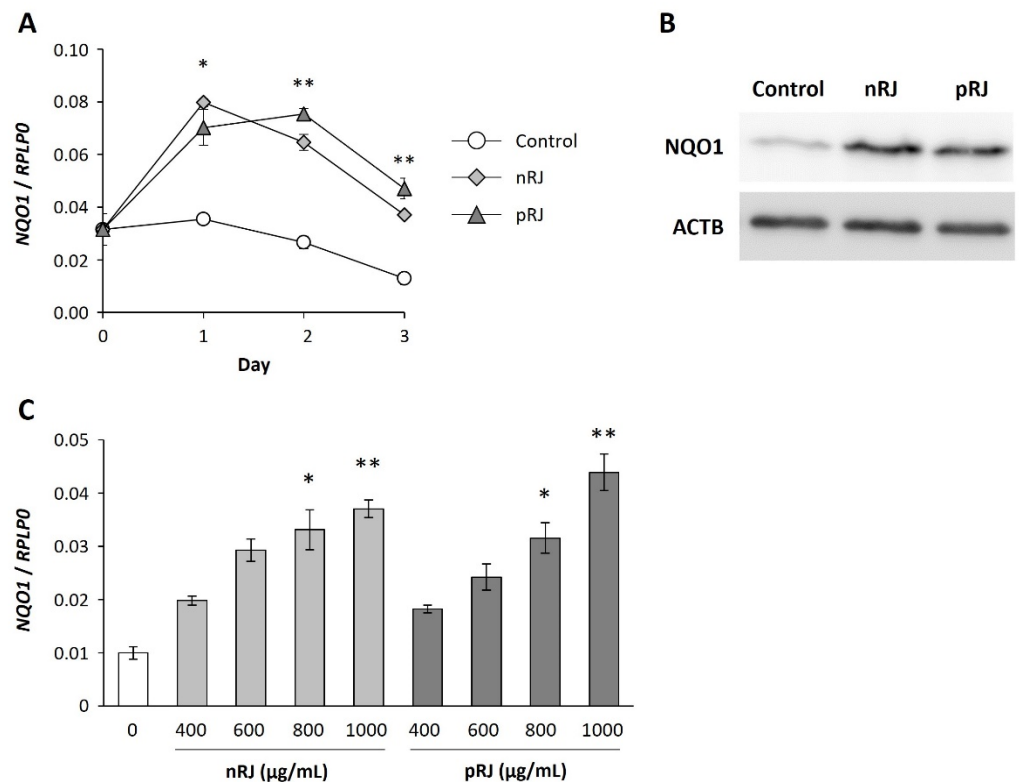 A
NQO1 / RPLP0
0.10
0.08
0.06
0.04
0.02
0.00
*
**
**
0 1 2 3
Day
Control
nRJ
pRJ
B
Control nRJ pRJ
NQO1
ACTB
C
NQO1 / RPLP0
0.05
0.04
0.03
0.02
0.01
0
*
**
*
**
0 400 600 800 1000 400 600 800 1000
nRJ (µg/mL) pRJ (µg/mL)